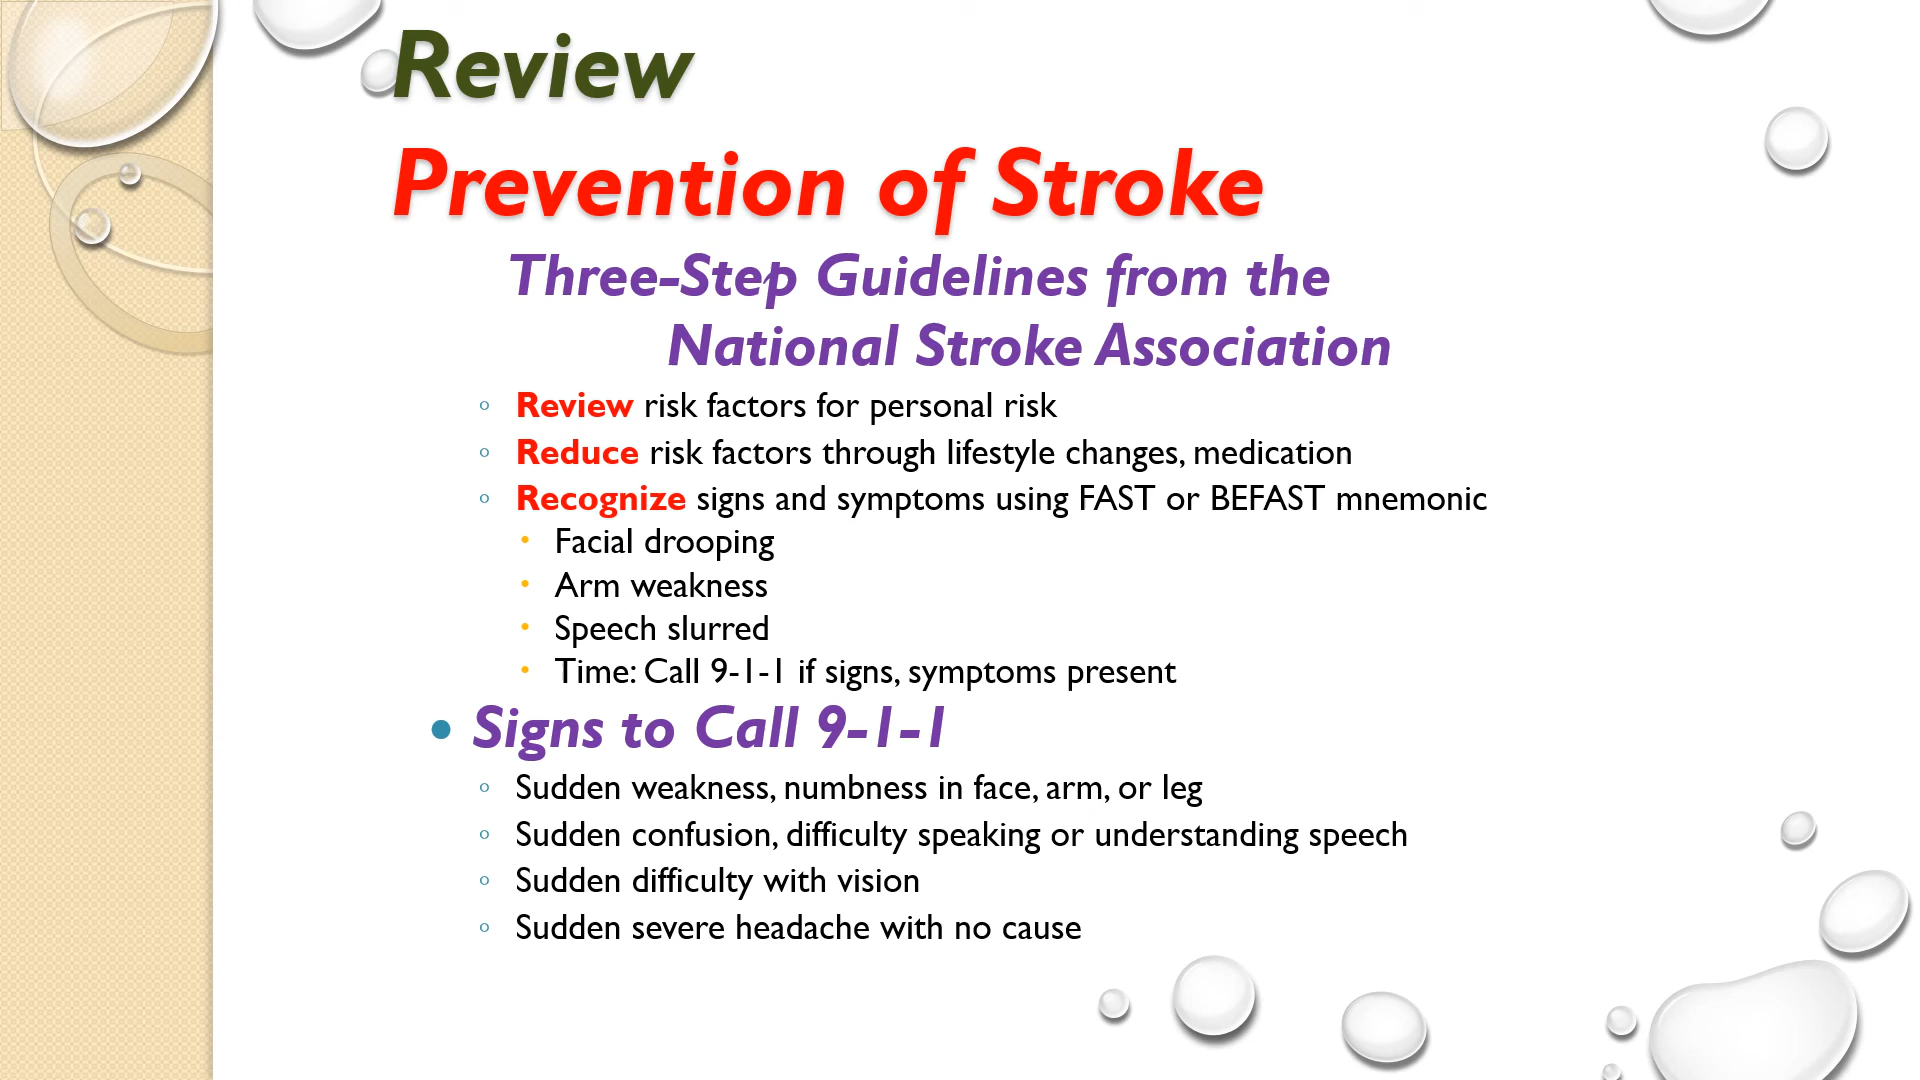 Review
Prevention of Stroke
Three-Step Guidelines from the
National Stroke Association
Review risk factors for personal risk
Reduce risk factors through lifestyle changes, medication
Recognize signs and symptoms using FAST or BEFAST mnemonic
Facial drooping
Arm weakness
Speech slurred
Time: Call 9-1-1 if signs, symptoms present
Signs to Call 9-1-1
Sudden weakness, numbness in face, arm, or leg
Sudden confusion, difficulty speaking or understanding speech
Sudden difficulty with vision
Sudden severe headache with no cause